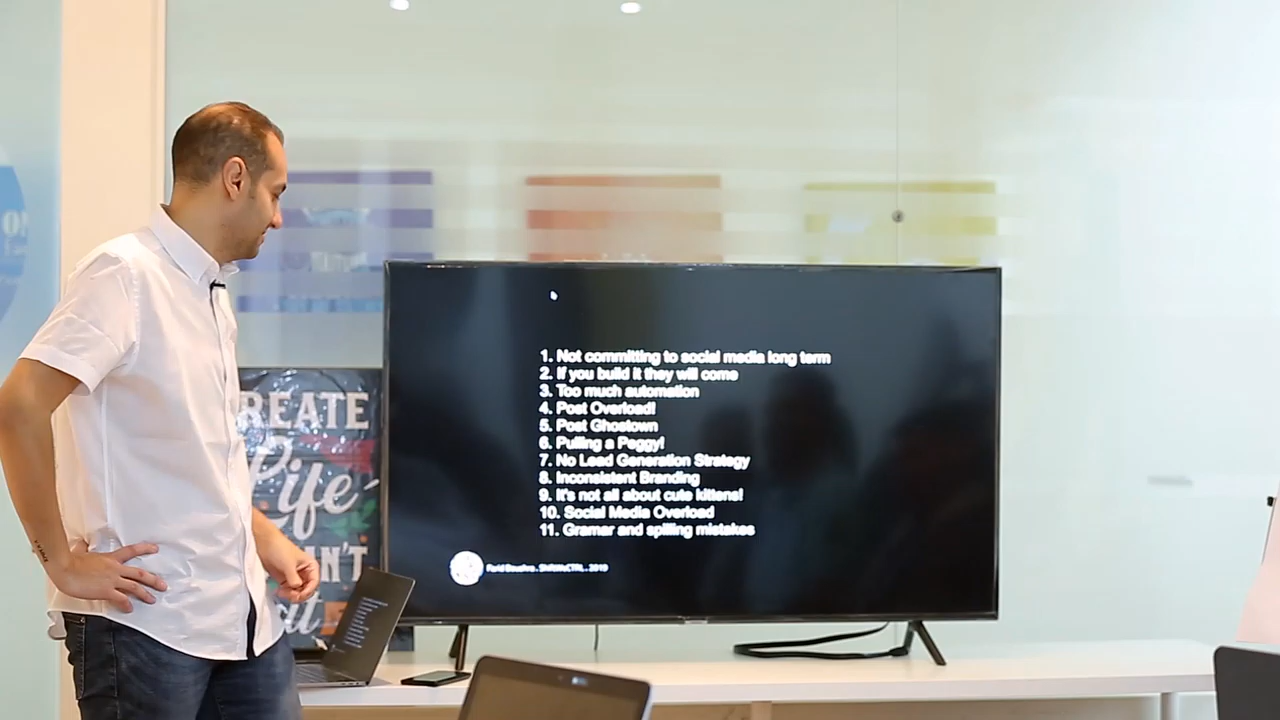 1. Not committing to social media long term
2. If you build it they will come
3. Too much automation
4. Post Overload!
5. Post Ghostown
6. Pulling a Peggy!
7. No Lead Generation Strategy
8. Inconsistent Branding
9. It's not all about cute kittens!
10. Social Media Overload
11. Gramar and spilling mistakes
2019
REATE
Life
N'T